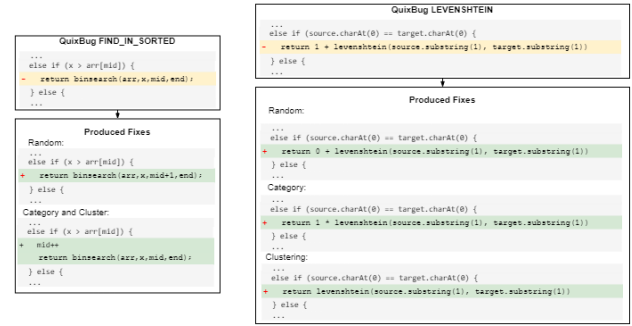 QuixBug FIND_IN_SORTED
...
else if (x > arr[mid]) {
- return binsearch(arr,x,mid,end);
} else {
...
Produced Fixes
Random:
...
else if (x > arr[mid]) {
+ return binsearch(arr,x,mid+1,end);
} else {
...
Category and Cluster:
...
else if (x > arr[mid]) {
+ mid++
return binsearch(arr,x,mid,end);
} else {
...
QuixBug LEVENSHTEIN
...
else if (source.charAt(0) == target.charAt(0) {
- return 1 + levenshtein(source.substring(1), target.substring(1))
} else {
...
Produced Fixes
Random:
...
else if (source.charAt(0) == target.charAt(0) {
+ return 0 + levenshtein(source.substring(1), target.substring(1))
} else {
...
Category:
...
else if (source.charAt(0) == target.charAt(0) {
+ return 1 * levenshtein(source.substring(1), target.substring(1))
} else {
...
Clustering:
...
else if (source.charAt(0) == target.charAt(0) {
+ return levenshtein(source.substring(1), target.substring(1))
} else {
...